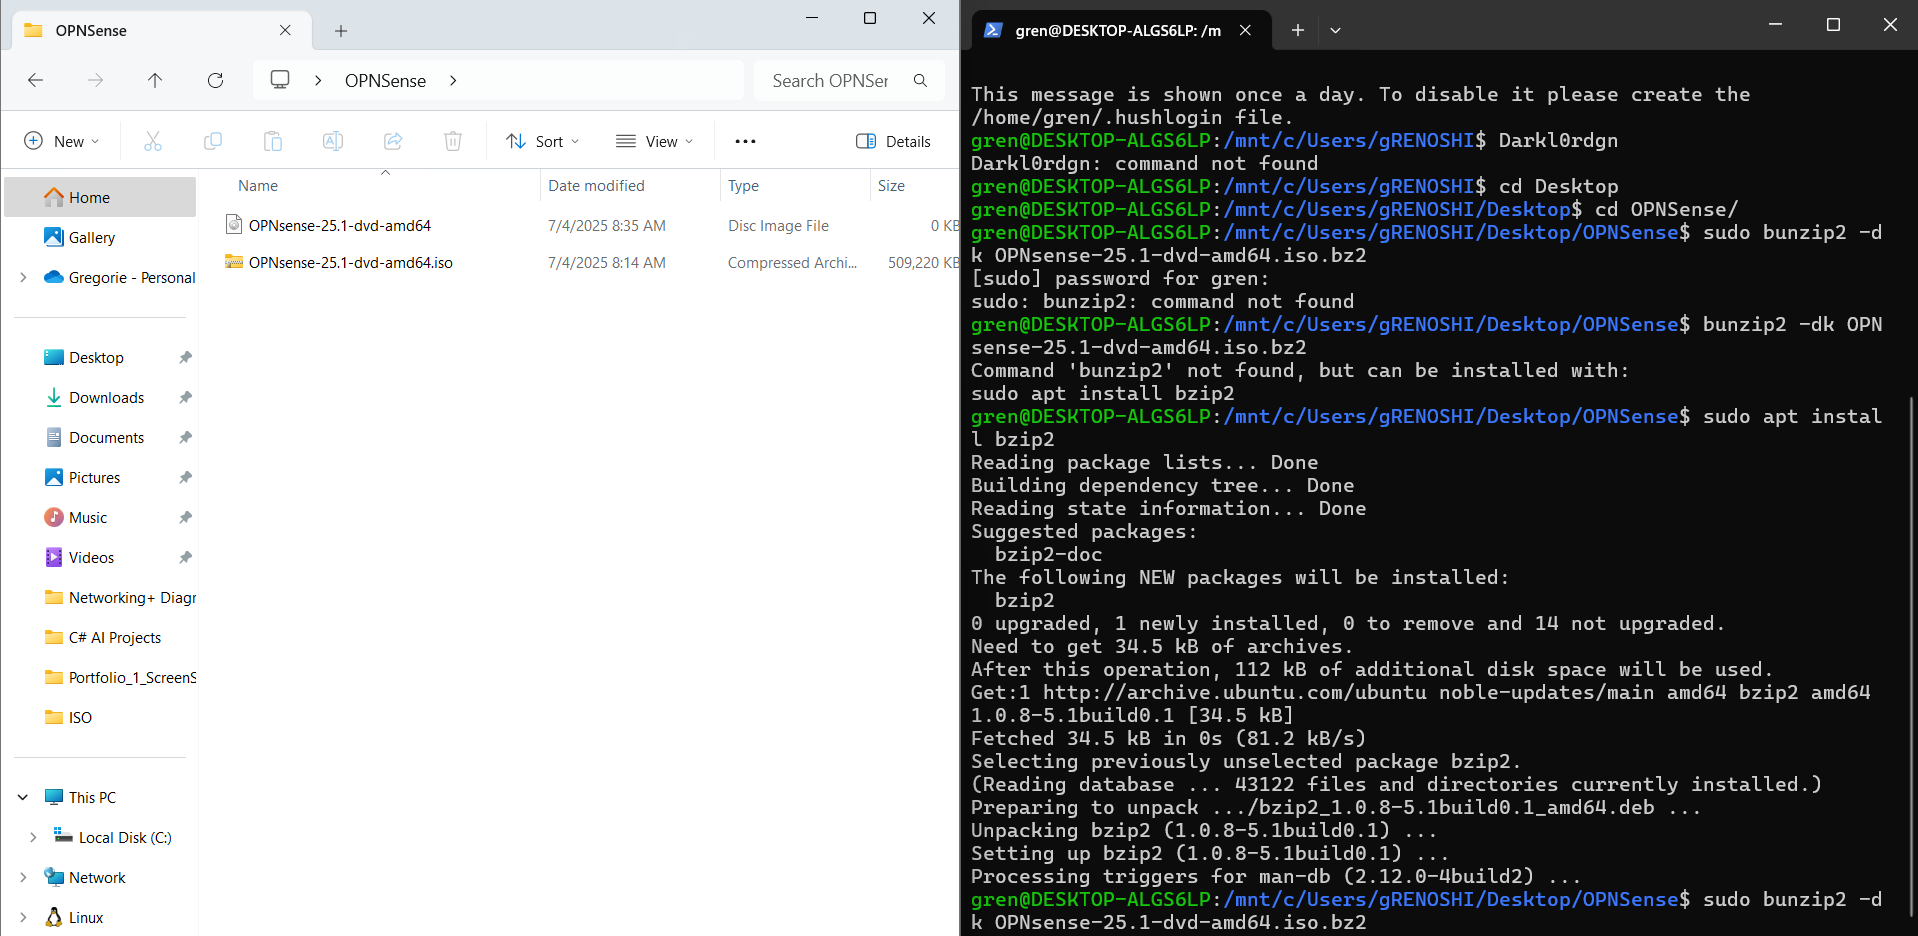 OPNSense
OPNSense
Search OPNSer
New
Sort
View
Details
Name
Date modified
Type
Size
OPNsense-25.1-dvd-amd64
7/4/2025 8:35 AM
Disc Image File
0 KB
OPNsense-25.1-dvd-amd64.iso
7/4/2025 8:14 AM
Compressed Archi...
509,220 KB
Home
Gallery
Gregorie - Personal
Desktop
Downloads
Documents
Pictures
Music
Videos
Networking+ Diagr
C# AI Projects
Portfolio_1_ScreenS
ISO
This PC
Local Disk (C:)
Network
Linux
gren@DESKTOP-ALGS6LP: /m
This message is shown once a day. To disable it please create the
/home/gren/.hushlogin file.
gren@DESKTOP-ALGS6LP:/mnt/c/Users/gRENOSHI$ Darkl0rdgn
Darkl0rdgn: command not found
gren@DESKTOP-ALGS6LP:/mnt/c/Users/gRENOSHI$ cd Desktop
gren@DESKTOP-ALGS6LP:/mnt/c/Users/gRENOSHI/Desktop$ cd OPNSense/
gren@DESKTOP-ALGS6LP:/mnt/c/Users/gRENOSHI/Desktop/OPNSense$ sudo bunzip2 -d
k OPNsense-25.1-dvd-amd64.iso.bz2
[sudo] password for gren:
sudo: bunzip2: command not found
gren@DESKTOP-ALGS6LP:/mnt/c/Users/gRENOSHI/Desktop/OPNSense$ bunzip2 -dk OPN
sense-25.1-dvd-amd64.iso.bz2
Command 'bunzip2' not found, but can be installed with:
sudo apt install bzip2
gren@DESKTOP-ALGS6LP:/mnt/c/Users/gRENOSHI/Desktop/OPNSense$ sudo apt instal
l bzip2
Reading package lists... Done
Building dependency tree... Done
Reading state information... Done
Suggested packages:
bzip2-doc
The following NEW packages will be installed:
bzip2
0 upgraded, 1 newly installed, 0 to remove and 14 not upgraded.
Need to get 34.5 kB of archives.
After this operation, 112 kB of additional disk space will be used.
Get:1 http://archive.ubuntu.com/ubuntu noble-updates/main amd64 bzip2 amd64
1.0.8-5.1build0.1 [34.5 kB]
Fetched 34.5 kB in 0s (81.2 kB/s)
Selecting previously unselected package bzip2.
(Reading database ... 43122 files and directories currently installed.)
Preparing to unpack .../bzip2_1.0.8-5.1build0.1_amd64.deb ...
Unpacking bzip2 (1.0.8-5.1build0.1) ...
Setting up bzip2 (1.0.8-5.1build0.1) ...
Processing triggers for man-db (2.12.0-4build2) ...
gren@DESKTOP-ALGS6LP:/mnt/c/Users/gRENOSHI/Desktop/OPNSense$ sudo bunzip2 -d
k OPNsense-25.1-dvd-amd64.iso.bz2